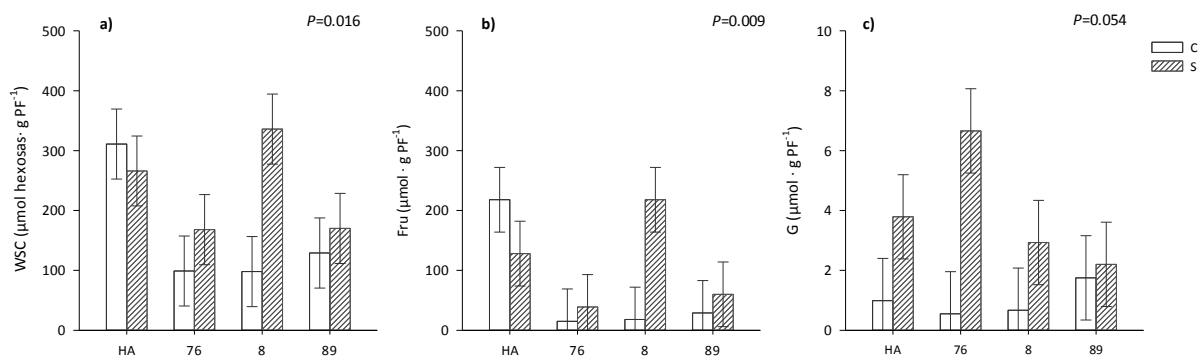 a)
P=0.016
WSC (μmol hexosas· g PF⁻¹)
500
400
300
200
100
0
HA 76 8 89
b)
P=0.009
Fru (μmol · g PF⁻¹)
500
400
300
200
100
0
HA 76 8 89
c)
P=0.054
G (μmol · g PF⁻¹)
10
8
6
4
2
0
HA 76 8 89
C
S